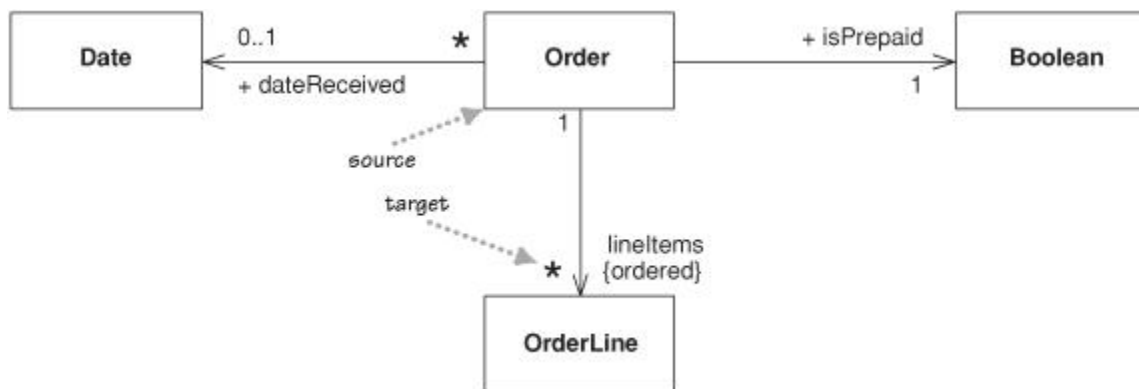 Date
0..1
+ dateReceived
*
Order
+ isPrepaid
1
Boolean
1
source
target
*
lineItems
{ordered}
OrderLine